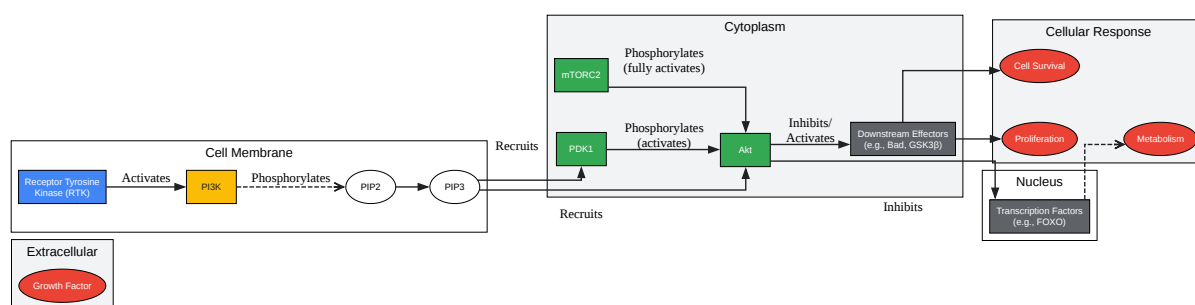 Cytoplasm
Cellular Response
mTORC2
Phosphorylates
(fully activates)
Cell Survival
Cell Membrane
Recruits
PDK1
Phosphorylates
(activates)
Akt
Inhibits/
Activates
Downstream Effectors
(e.g., Bad, GSK3β)
Proliferation
Metabolism
Receptor Tyrosine
Kinase (RTK)
Activates
PI3K
Phosphorylates
PIP2
PIP3
Recruits
Inhibits
Nucleus
Transcription Factors
(e.g., FOXO)
Extracellular
Growth Factor